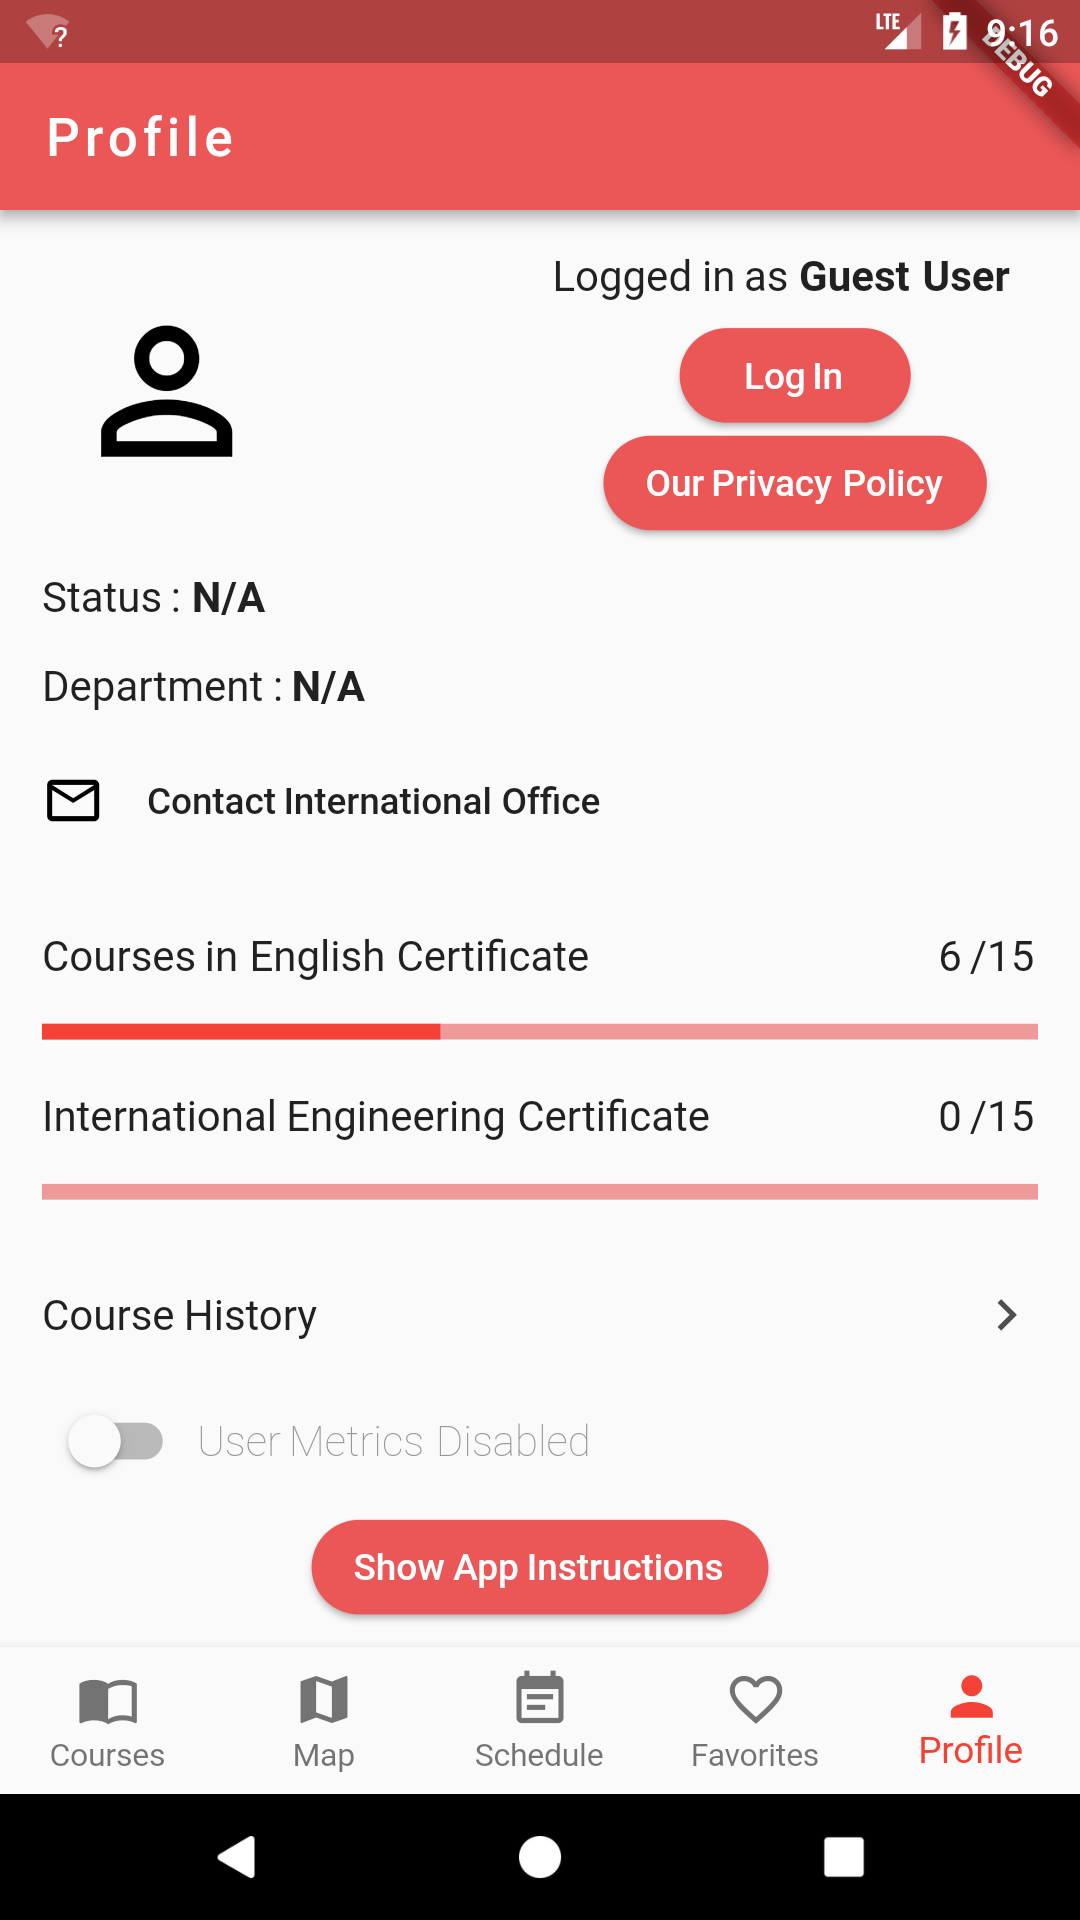 ? LTE 9:16
DEBUG
Profile
Logged in as Guest User
Log In
Our Privacy Policy
Status : N/A
Department : N/A
Contact International Office
Courses in English Certificate 6 /15
International Engineering Certificate 0 /15
Course History
User Metrics Disabled
Show App Instructions
Courses Map Schedule Favorites Profile